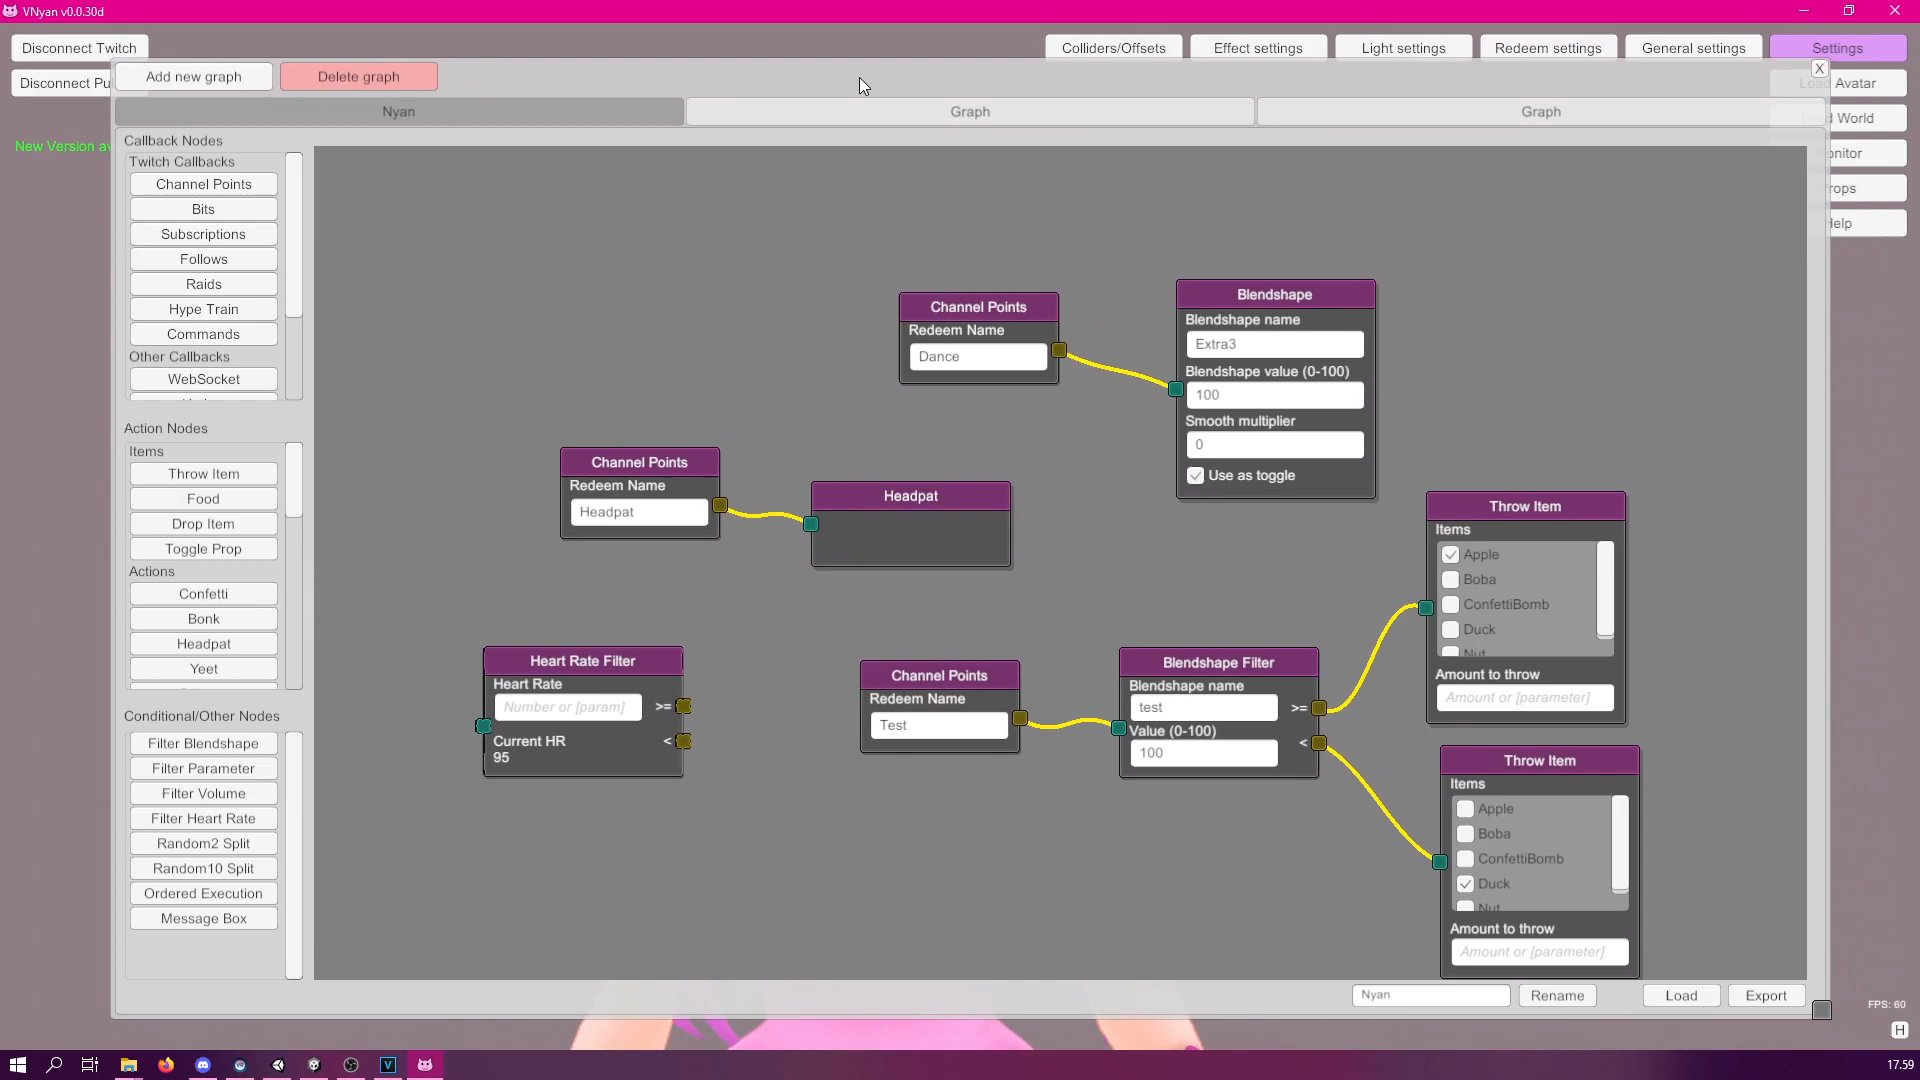 VNyan v0.0.30d
Disconnect Twitch
Colliders/Offsets
Effect settings
Light settings
Redeem settings
General settings
Settings
Disconnect Pu
Add new graph
Delete graph
X
Load Avatar
Nyan
Graph
Graph
World
New Version av
Callback Nodes
Twitch Callbacks
Channel Points
Bits
Subscriptions
Follows
Raids
Hype Train
Commands
Other Callbacks
WebSocket
Action Nodes
Items
Throw Item
Food
Drop Item
Toggle Prop
Actions
Confetti
Bonk
Headpat
Yeet
Conditional/Other Nodes
Filter Blendshape
Filter Parameter
Filter Volume
Filter Heart Rate
Random2 Split
Random10 Split
Ordered Execution
Message Box
onitor
rops
Help
Channel Points
Redeem Name
Dance
Blendshape
Blendshape name
Extra3
Blendshape value (0-100)
100
Smooth multiplier
0
Use as toggle
Channel Points
Redeem Name
Headpat
Headpat
Heart Rate Filter
Heart Rate
Number or [param]
>=
Current HR
<
95
Channel Points
Redeem Name
Test
Blendshape Filter
Blendshape name
test
>=
Value (0-100)
<
100
Throw Item
Items
Apple
Boba
ConfettiBomb
Duck
Nut
Amount to throw
Amount or [parameter]
Throw Item
Items
Apple
Boba
ConfettiBomb
Duck
Nut
Amount to throw
Amount or [parameter]
Nyan
Rename
Load
Export
FPS: 60
H
17.59